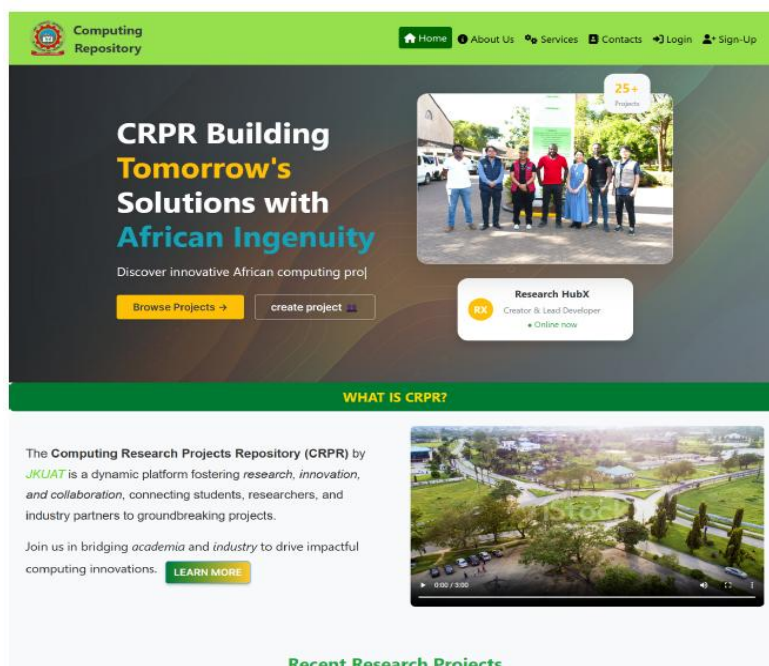 Computing
Repository
Home
About Us
Services
Contacts
Login
Sign-Up
CRPR Building
Tomorrow's
Solutions with
African Ingenuity
Discover innovative African computing pro|
Browse Projects →
create project
25+
Projects
RX
Research HubX
Creator & Lead Developer
● Online now
WHAT IS CRPR?
The Computing Research Projects Repository (CRPR) by
JKUAT is a dynamic platform fostering research, innovation,
and collaboration, connecting students, researchers, and
industry partners to groundbreaking projects.
Join us in bridging academia and industry to drive impactful
computing innovations.
LEARN MORE
iStock
0:00 / 3:00
Recent Research Projects